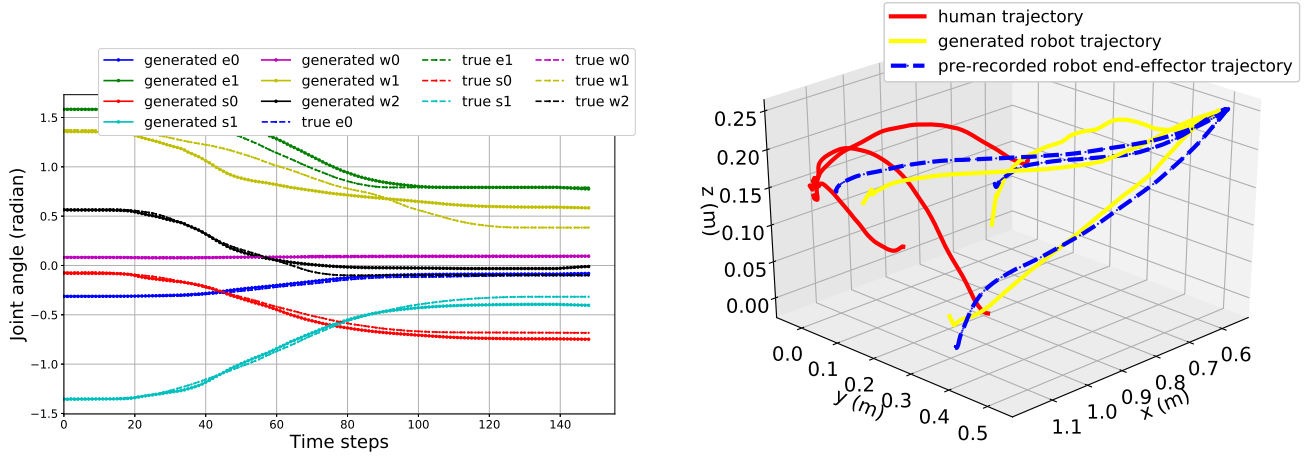 generated e0 generated w0 true e1 true w0
generated e1 generated w1 true s0 true w1
generated s0 generated w2 true s1 true w2
generated s1 true e0
1.5
1.0
0.5
0.0
−0.5
−1.0
−1.5
0 20 40 60 80 100 120 140
Time steps
Joint angle (radian)
human trajectory
generated robot trajectory
pre-recorded robot end-effector trajectory
0.25
0.20
0.15
0.10
0.05
0.00
z (m)
0.0
0.1
0.2
0.3
0.4
0.5
y (m)
0.6
0.7
0.8
0.9
1.0
1.1
x (m)